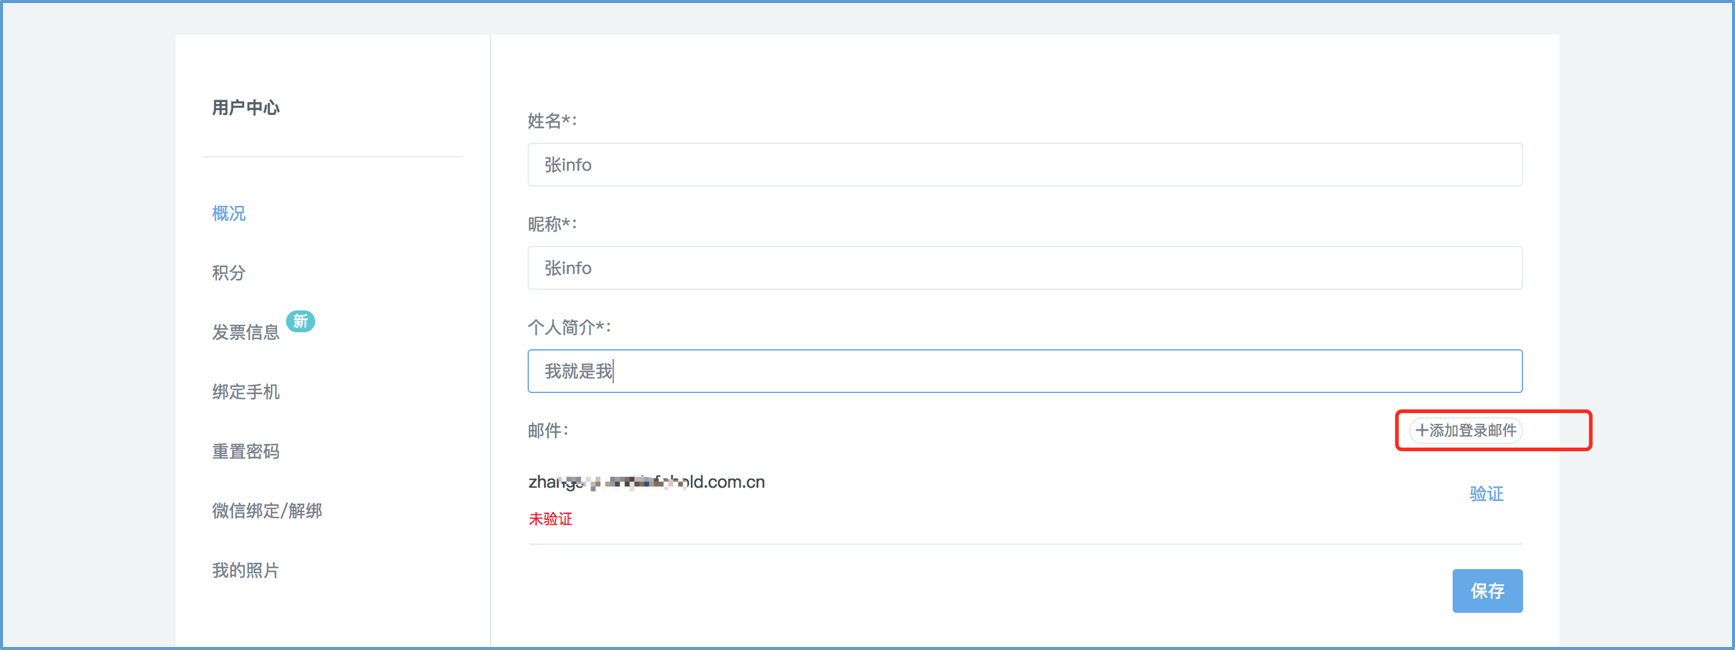 用户中心
概况
积分
发票信息 新
绑定手机
重置密码
微信绑定/解绑
我的照片
姓名*:
张info
昵称*:
张info
个人简介*:
我就是我
邮件:
+添加登录邮件
old.com.cn
验证
未验证
保存